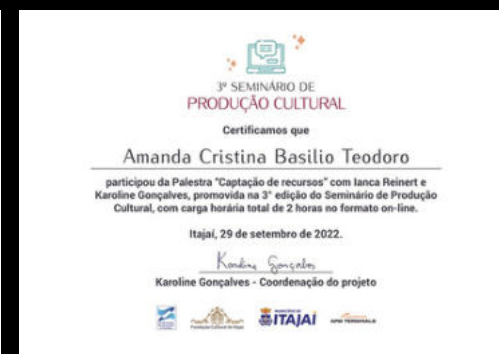 3º SEMINÁRIO DE
PRODUÇÃO CULTURAL
Certificamos que
Amanda Cristina Basilio Teodoro
participou da Palestra "Captação de recursos" com Ianca Reinert e
Karoline Gonçalves, promovida na 3ª edição do Seminário de Produção
Cultural, com carga horária total de 2 horas no formato on-line.
Itajaí, 29 de setembro de 2022.
Karoline Gonçalves
Karoline Gonçalves - Coordenação do projeto
ITAJAÍ